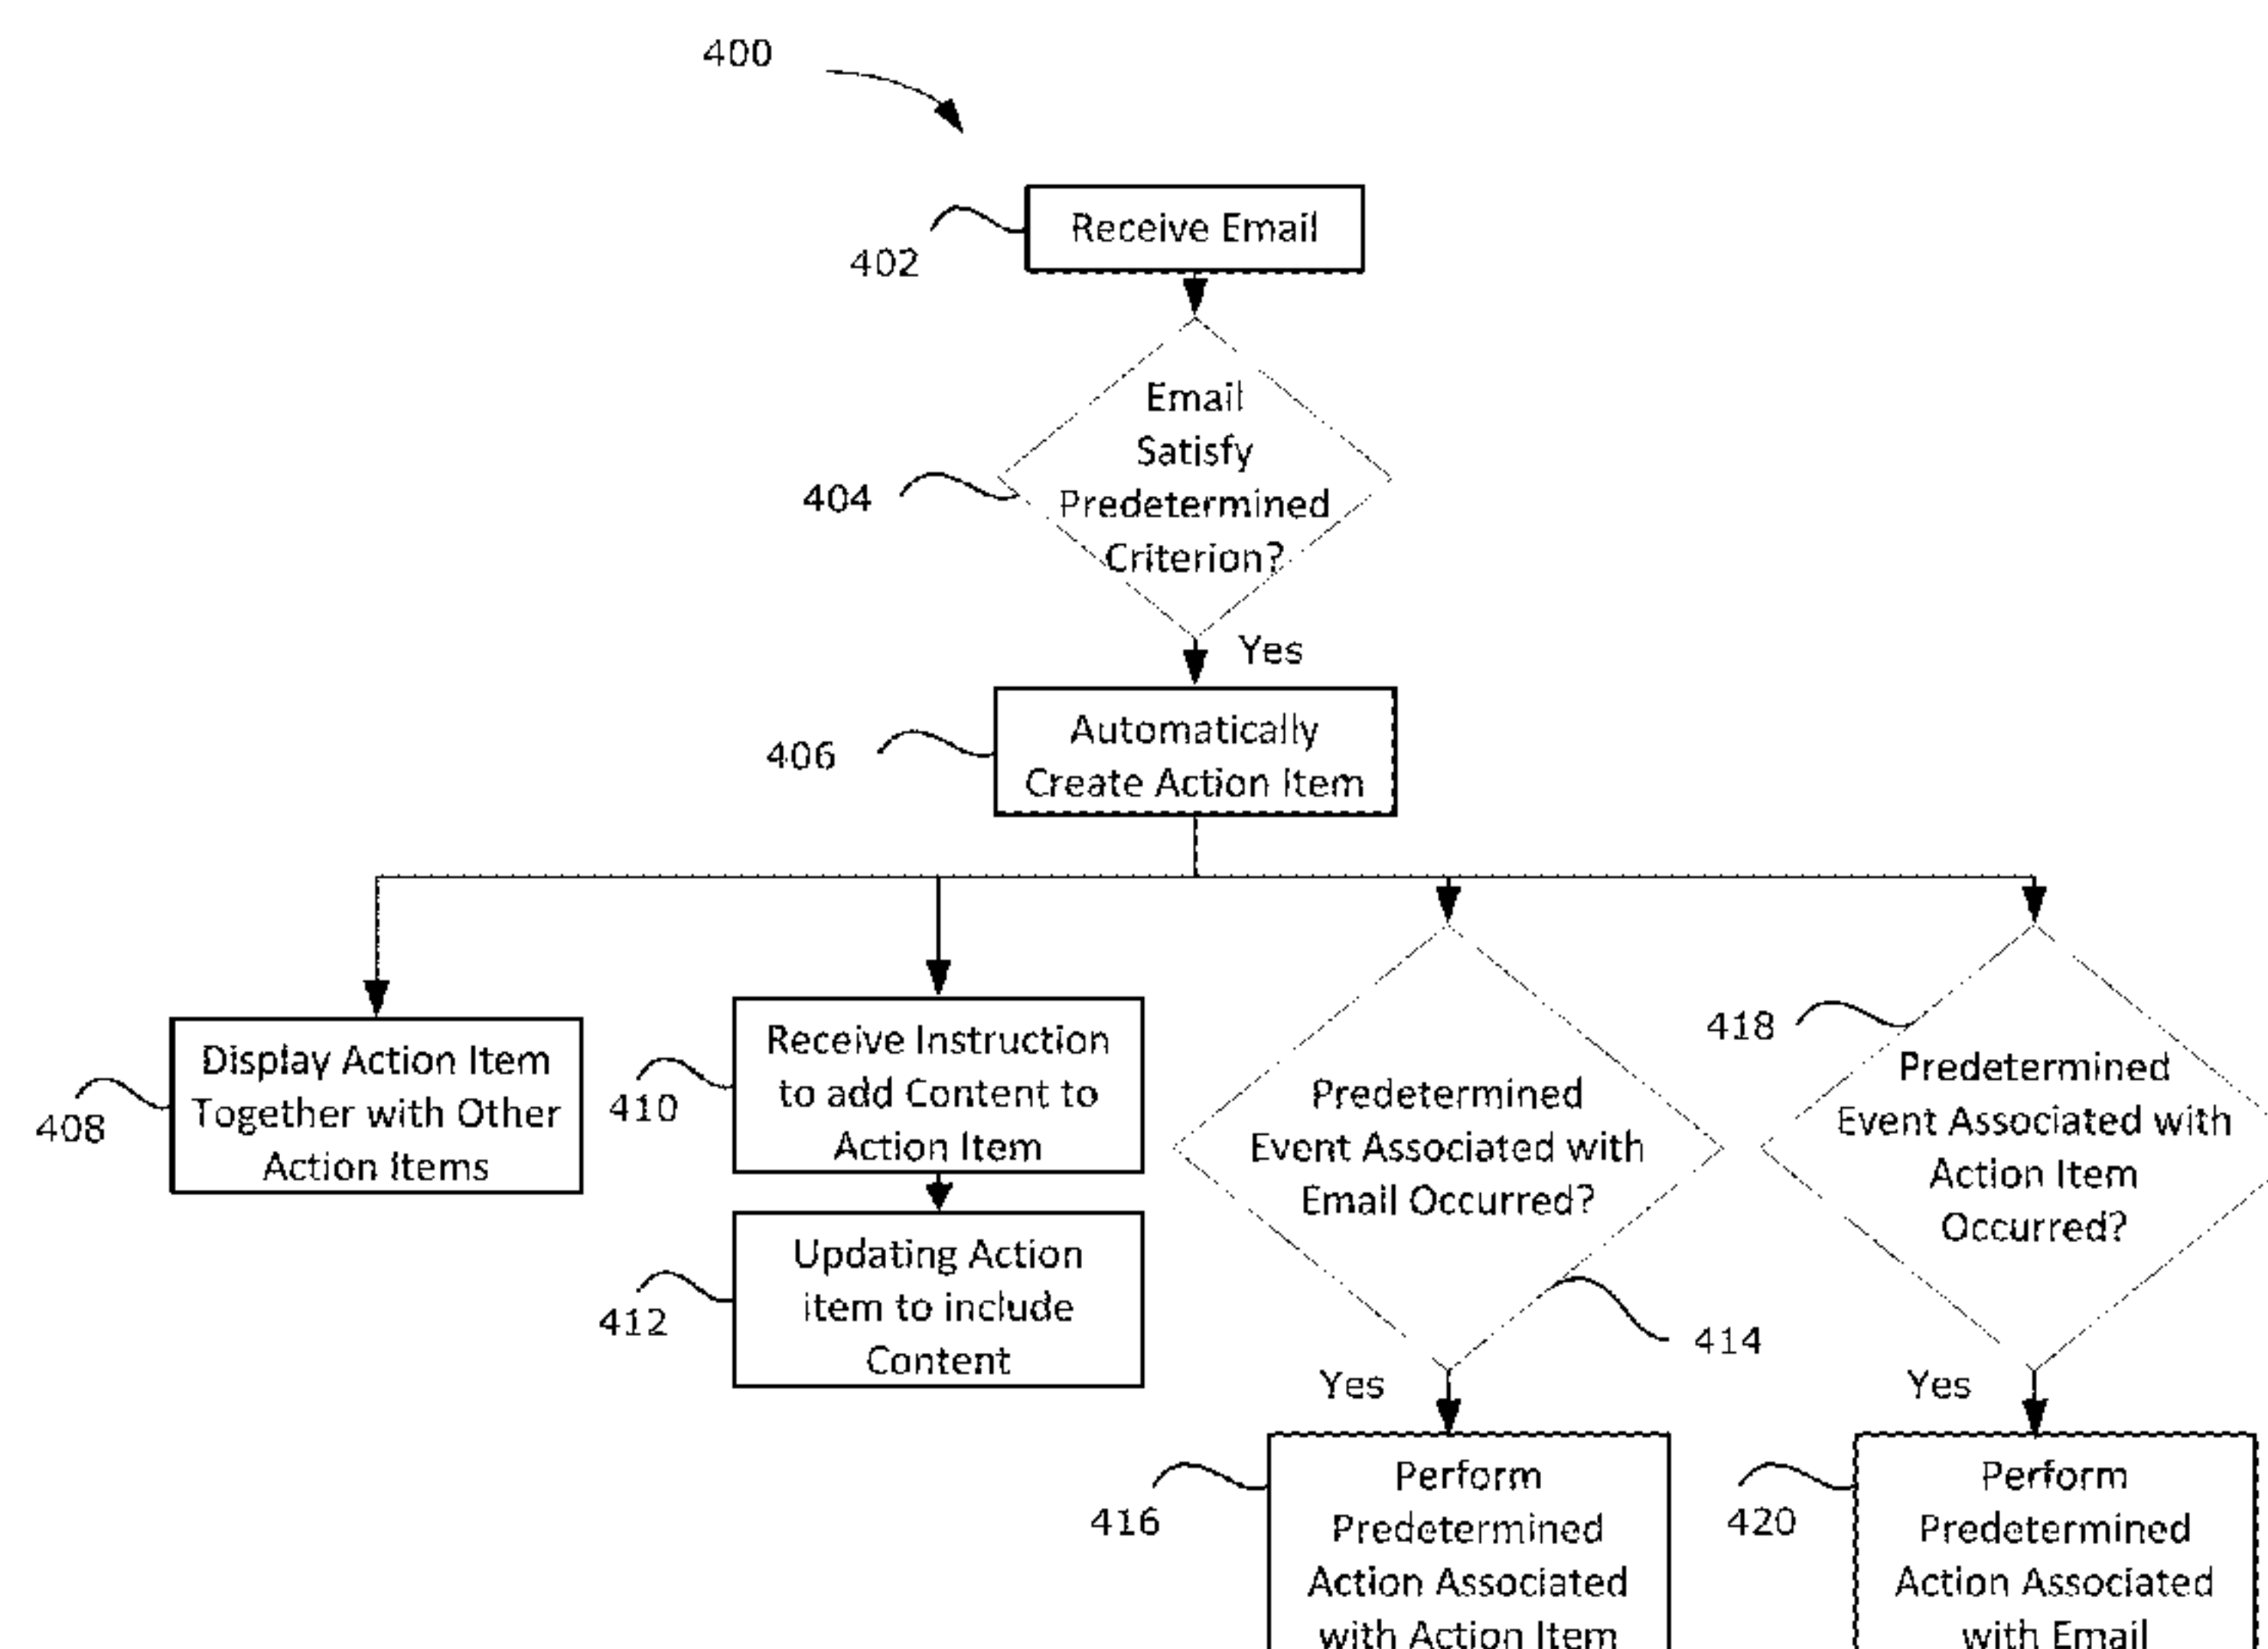 400
Receive Email
402
Email
Satisfy
Predetermined
Criterion?
404
Yes
Automatically
Create Action Item
406
Display Action Item
Together with Other
Action Items
408
Receive Instruction
to add Content to
Action Item
410
Updating Action
item to include
Content
412
Predetermined
Event Associated with
Email Occurred?
414
Yes
Perform
Predetermined
Action Associated
with Action Item
416
418
Predetermined
Event Associated with
Action Item
Occurred?
Yes
Perform
Predetermined
Action Associated
with Email
420